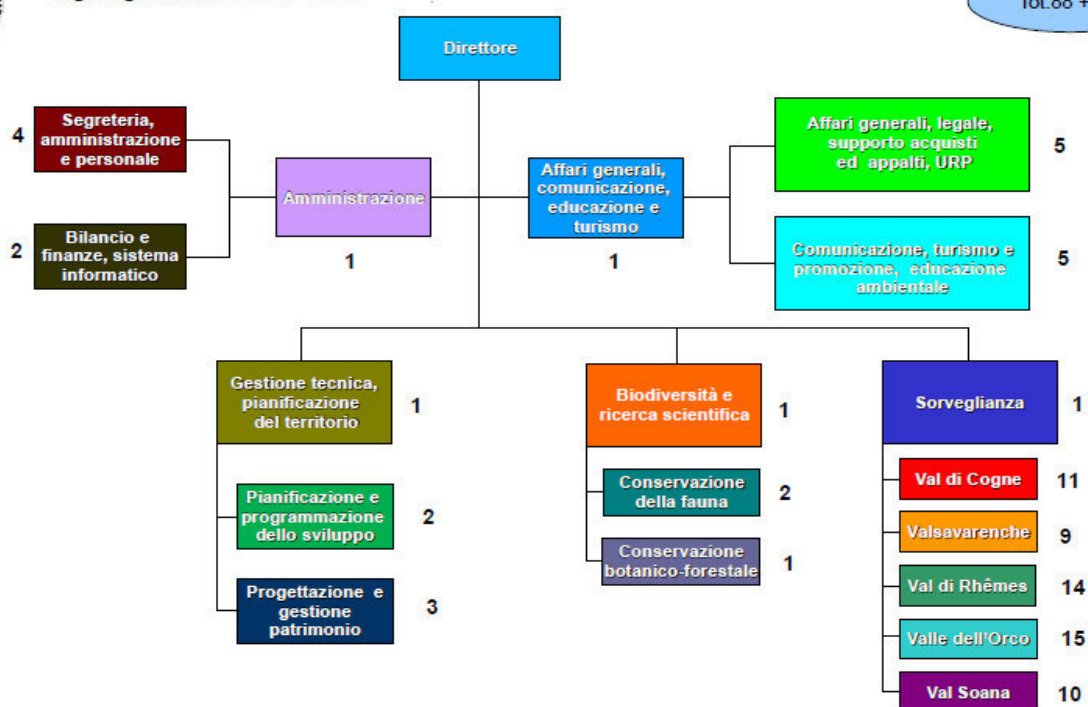 Tot.88 +
Direttore
4
Segreteria,
amministrazione
e personale
Amministrazione
1
2
Bilancio e
finanze, sistema
informatico
Affari generali,
comunicazione,
educazione e
turismo
1
Affari generali, legale,
supporto acquisti
ed appalti, URP
5
Comunicazione, turismo e
promozione, educazione
ambientale
5
Gestione tecnica,
pianificazione
del territorio
1
Pianificazione e
programmazione
dello sviluppo
2
Progettazione e
gestione
patrimonio
3
Biodiversità e
ricerca scientifica
1
Conservazione
della fauna
2
Conservazione
botanico-forestale
1
Sorveglianza
1
Val di Cogne
11
Valsavarenche
9
Val di Rhêmes
14
Valle dell'Orco
15
Val Soana
10